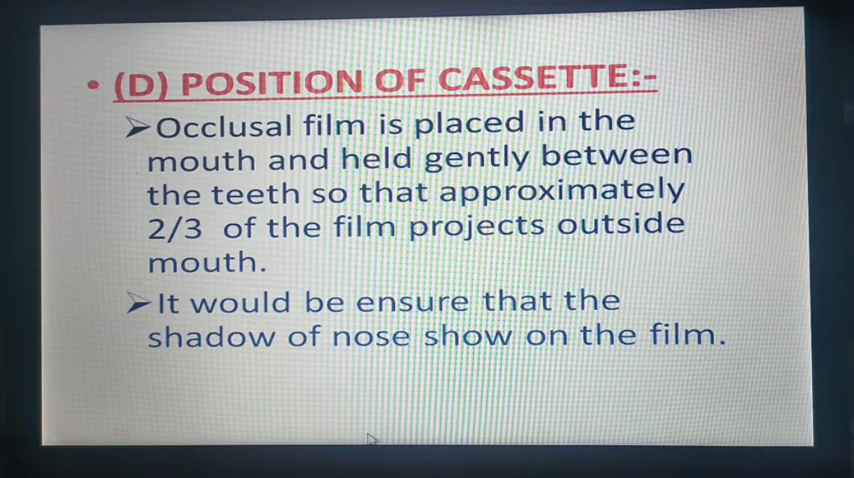 • (D) POSITION OF CASSETTE:-
➢Occlusal film is placed in the
mouth and held gently between
the teeth so that approximately
2/3 of the film projects outside
mouth.
➢It would be ensure that the
shadow of nose show on the film.